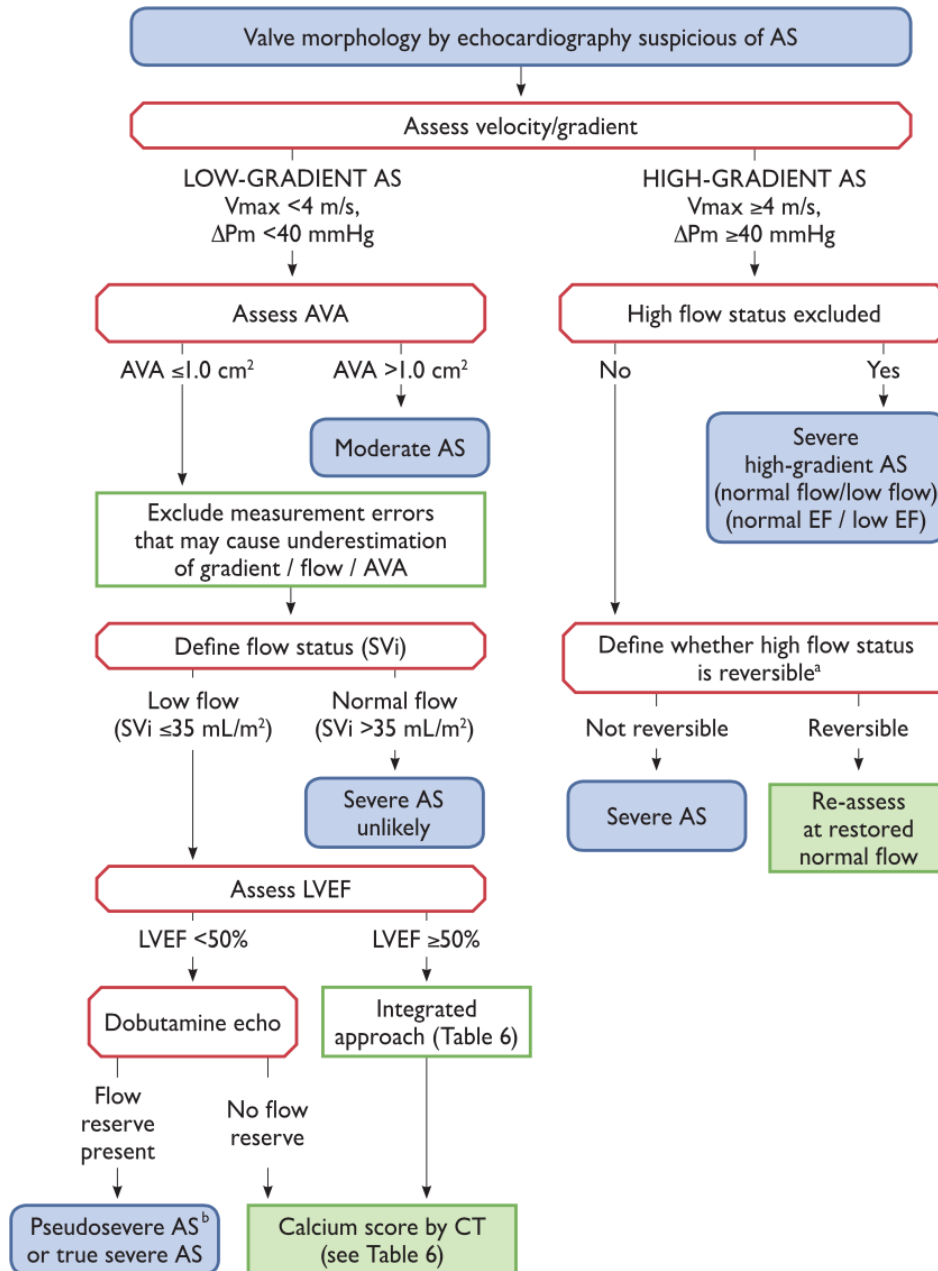 Valve morphology by echocardiography suspicious of AS
Assess velocity/gradient
LOW-GRADIENT AS
Vmax <4 m/s,
ΔPm <40 mmHg
HIGH-GRADIENT AS
Vmax ≥4 m/s,
ΔPm ≥40 mmHg
Assess AVA
High flow status excluded
AVA ≤1.0 cm²
AVA >1.0 cm²
No
Yes
Moderate AS
Severe
high-gradient AS
(normal flow/low flow)
(normal EF / low EF)
Exclude measurement errors
that may cause underestimation
of gradient / flow / AVA
Define flow status (SVi)
Define whether high flow status
is reversibleᵃ
Low flow
(SVi ≤35 mL/m²)
Normal flow
(SVi >35 mL/m²)
Not reversible
Reversible
Severe AS
unlikely
Severe AS
Re-assess
at restored
normal flow
Assess LVEF
LVEF <50%
LVEF ≥50%
Dobutamine echo
Integrated
approach (Table 6)
Flow
reserve
present
No flow
reserve
Pseudosevere ASᵇ
or true severe AS
Calcium score by CT
(see Table 6)